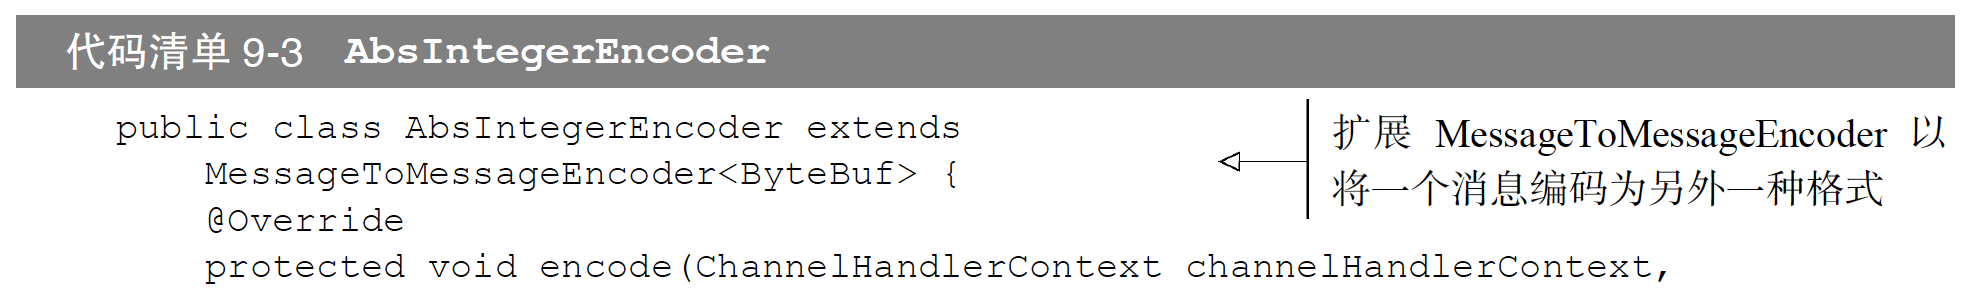 代码清单 9-3 AbsIntegerEncoder
public class AbsIntegerEncoder extends
MessageToMessageEncoder<ByteBuf> {
@Override
protected void encode(ChannelHandlerContext channelHandlerContext,
扩展 MessageToMessageEncoder 以
将一个消息编码为另外一种格式